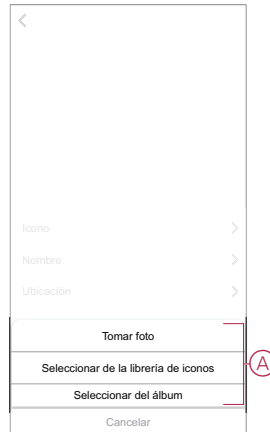 Icono
Nombre
Ubicación
Tomar foto
Seleccionar de la librería de iconos
A
Seleccionar del álbum
Cancelar